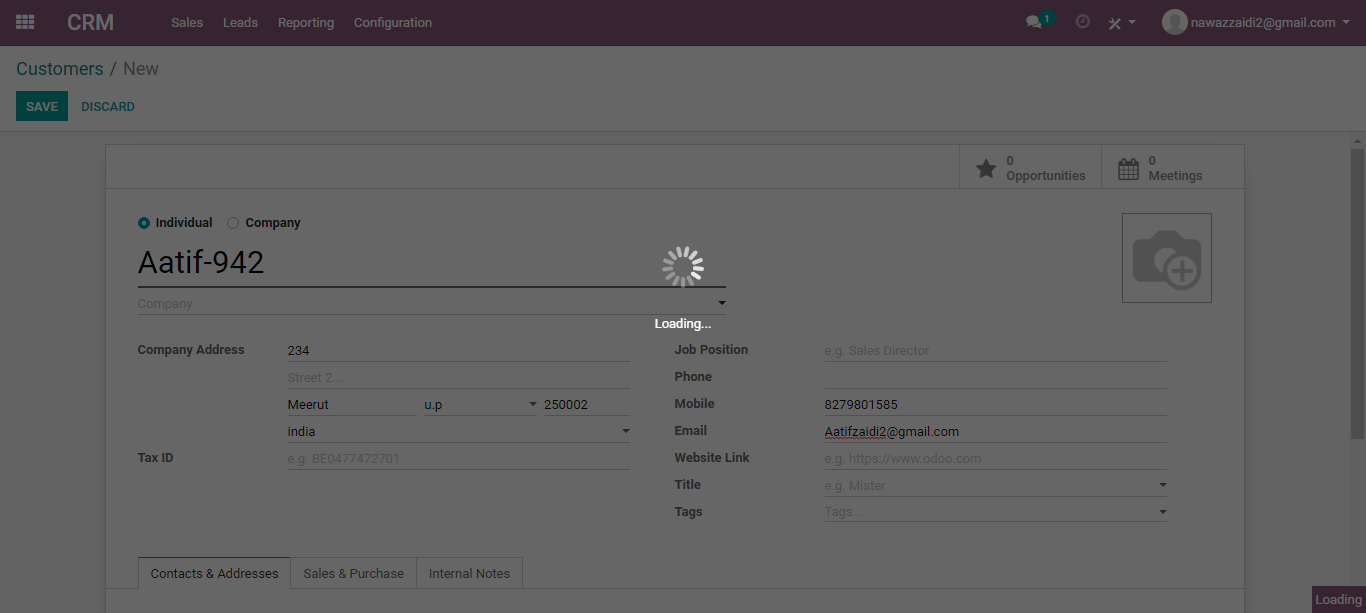 CRM Sales Leads Reporting Configuration 1 nawazzaidi2@gmail.com
Customers / New
SAVE DISCARD
0 Opportunities
0 Meetings
Individual Company
Aatif-942
Company
Loading...
Company Address 234
Street 2...
Meerut u.p 250002
india
Tax ID e.g. BE0477472701
Job Position e.g. Sales Director
Phone
Mobile 8279801585
Email Aatifzaidi2@gmail.com
Website Link e.g. https://www.odoo.com
Title e.g. Mister
Tags Tags...
Contacts & Addresses Sales & Purchase Internal Notes
Loading